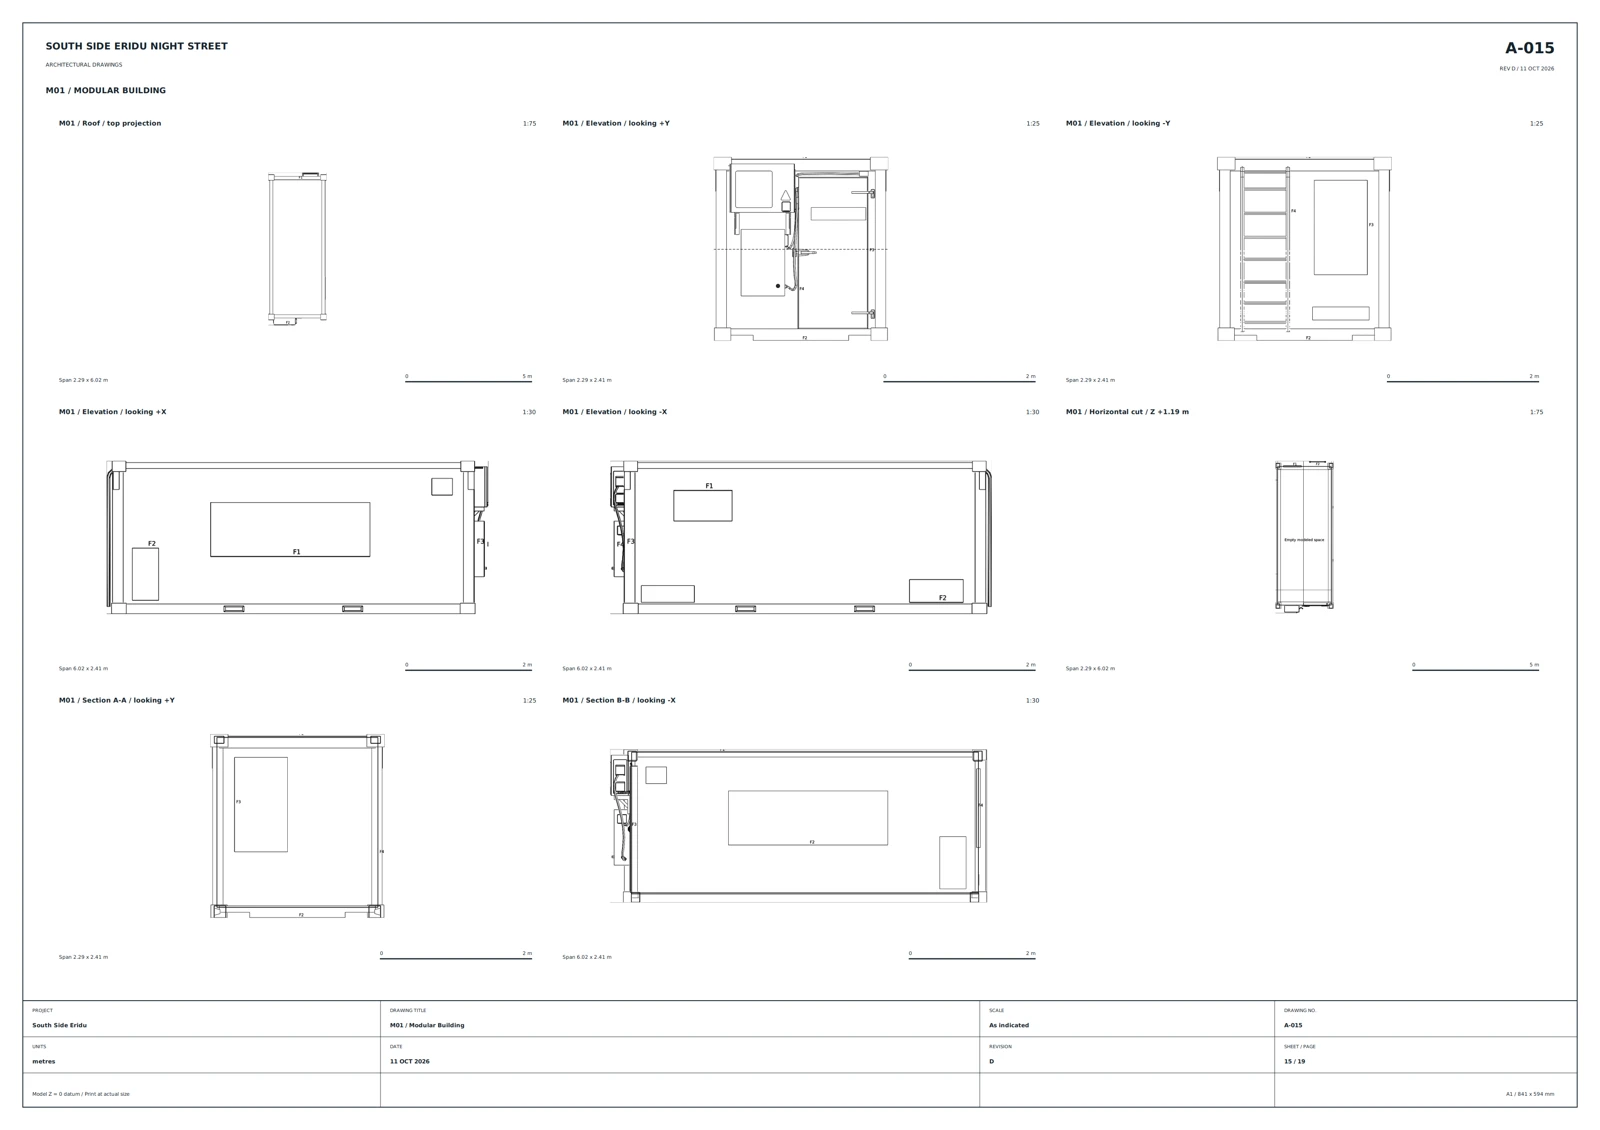 SOUTH SIDE ERIDU NIGHT STREET
A-015
ARCHITECTURAL DRAWINGS
REV D / 11 OCT 2026
M01 / MODULAR BUILDING
M01 / Roof / top projection
1:75
M01 / Elevation / looking +Y
1:25
M01 / Elevation / looking -Y
1:25
F2
F3
F4
F2
F4
F3
F2
Span 2.29 x 6.02 m
0
5 m
Span 2.29 x 2.41 m
0
2 m
Span 2.29 x 2.41 m
0
2 m
M01 / Elevation / looking +X
1:30
M01 / Elevation / looking -X
1:30
M01 / Horizontal cut / Z +1.19 m
1:75
F2
F1
F3
F1
F4
F3
F2
Empty modeled space
Span 6.02 x 2.41 m
0
2 m
Span 6.02 x 2.41 m
0
2 m
Span 2.29 x 6.02 m
0
5 m
M01 / Section A-A / looking +Y
1:25
M01 / Section B-B / looking -X
1:30
F3
F2
F3
F2
Span 2.29 x 2.41 m
0
2 m
Span 6.02 x 2.41 m
0
2 m
PROJECT
South Side Eridu
DRAWING TITLE
M01 / Modular Building
SCALE
As indicated
DRAWING NO.
A-015
UNITS
metres
DATE
11 OCT 2026
REVISION
D
SHEET / PAGE
15 / 19
Model Z = 0 datum / Print at actual size
A1 / 841 x 594 mm